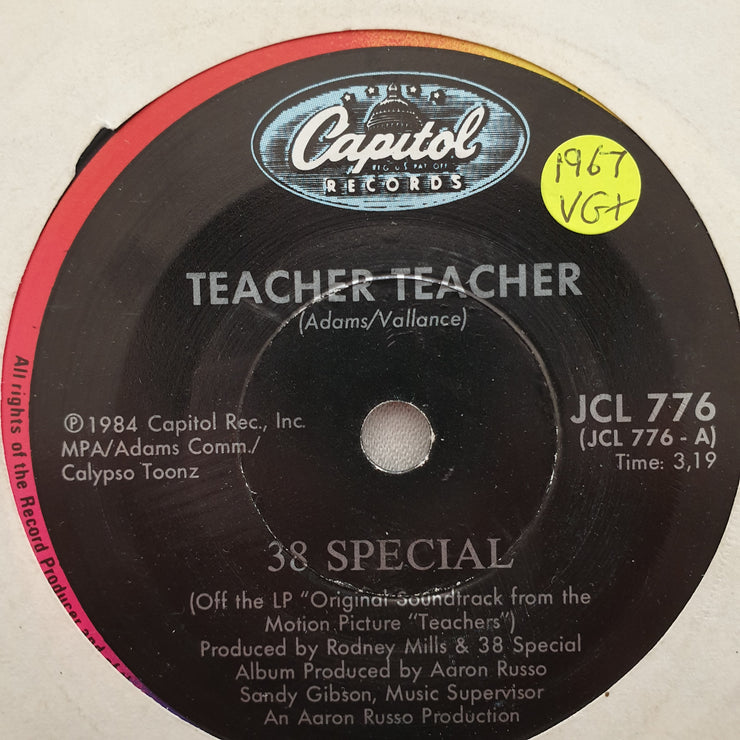 Capitol
REG US PAT OFF
RECORDS
1967
VG+
TEACHER TEACHER
(Adams/Vallance)
Ⓟ 1984 Capitol Rec., Inc.
MPA/Adams Comm./
Calypso Toonz
JCL 776
(JCL 776 - A)
Time: 3,19
38 SPECIAL
(Off the LP "Original Soundtrack from the
Motion Picture "Teachers")
Produced by Rodney Mills & 38 Special
Album Produced by Aaron Russo
Sandy Gibson, Music Supervisor
An Aaron Russo Production
All rights of the Record Producer and